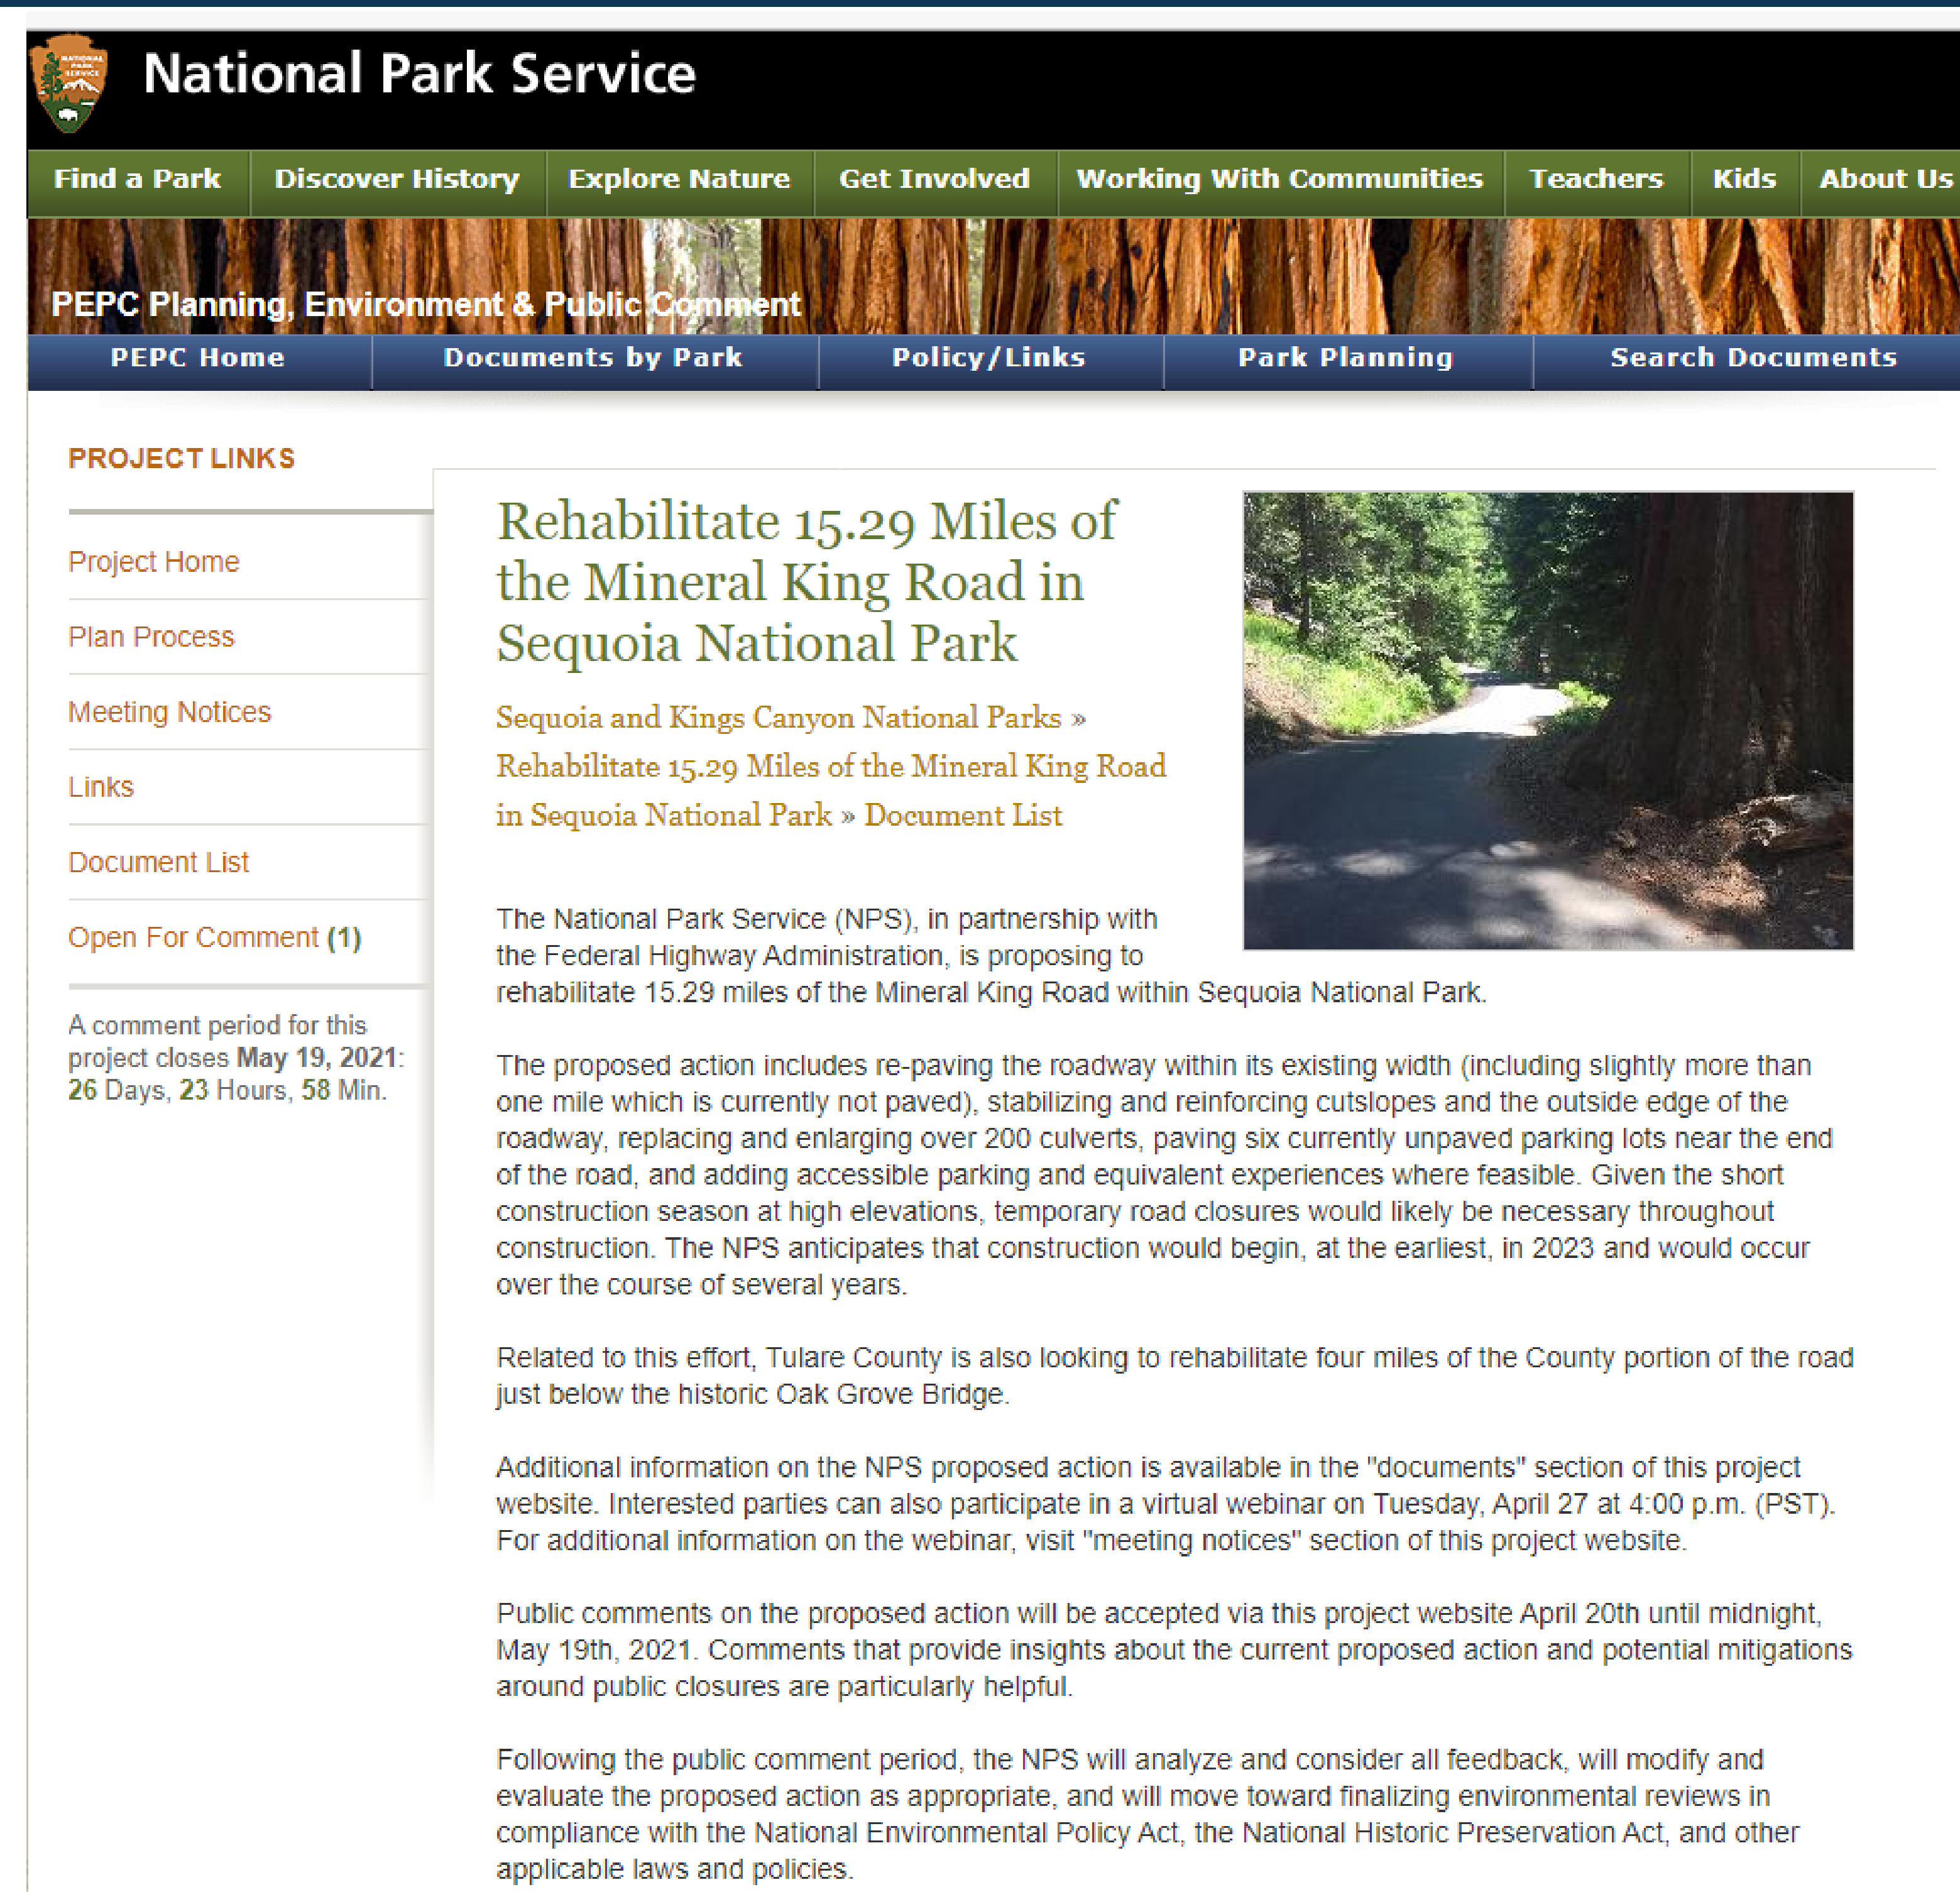 NATIONAL
PARK
SERVICE
National Park Service
Find a Park
Discover History
Explore Nature
Get Involved
Working With Communities
Teachers
Kids
About Us
PEPC Planning, Environment & Public Comment
PEPC Home
Documents by Park
Policy/Links
Park Planning
Search Documents
PROJECT LINKS
Project Home
Plan Process
Meeting Notices
Links
Document List
Open For Comment (1)
A comment period for this
project closes May 19, 2021:
26 Days, 23 Hours, 58 Min.
Rehabilitate 15.29 Miles of
the Mineral King Road in
Sequoia National Park
Sequoia and Kings Canyon National Parks »
Rehabilitate 15.29 Miles of the Mineral King Road
in Sequoia National Park » Document List
The National Park Service (NPS), in partnership with
the Federal Highway Administration, is proposing to
rehabilitate 15.29 miles of the Mineral King Road within Sequoia National Park.
The proposed action includes re-paving the roadway within its existing width (including slightly more than
one mile which is currently not paved), stabilizing and reinforcing cutslopes and the outside edge of the
roadway, replacing and enlarging over 200 culverts, paving six currently unpaved parking lots near the end
of the road, and adding accessible parking and equivalent experiences where feasible. Given the short
construction season at high elevations, temporary road closures would likely be necessary throughout
construction. The NPS anticipates that construction would begin, at the earliest, in 2023 and would occur
over the course of several years.
Related to this effort, Tulare County is also looking to rehabilitate four miles of the County portion of the road
just below the historic Oak Grove Bridge.
Additional information on the NPS proposed action is available in the "documents" section of this project
website. Interested parties can also participate in a virtual webinar on Tuesday, April 27 at 4:00 p.m. (PST).
For additional information on the webinar, visit "meeting notices" section of this project website.
Public comments on the proposed action will be accepted via this project website April 20th until midnight,
May 19th, 2021. Comments that provide insights about the current proposed action and potential mitigations
around public closures are particularly helpful.
Following the public comment period, the NPS will analyze and consider all feedback, will modify and
evaluate the proposed action as appropriate, and will move toward finalizing environmental reviews in
compliance with the National Environmental Policy Act, the National Historic Preservation Act, and other
applicable laws and policies.